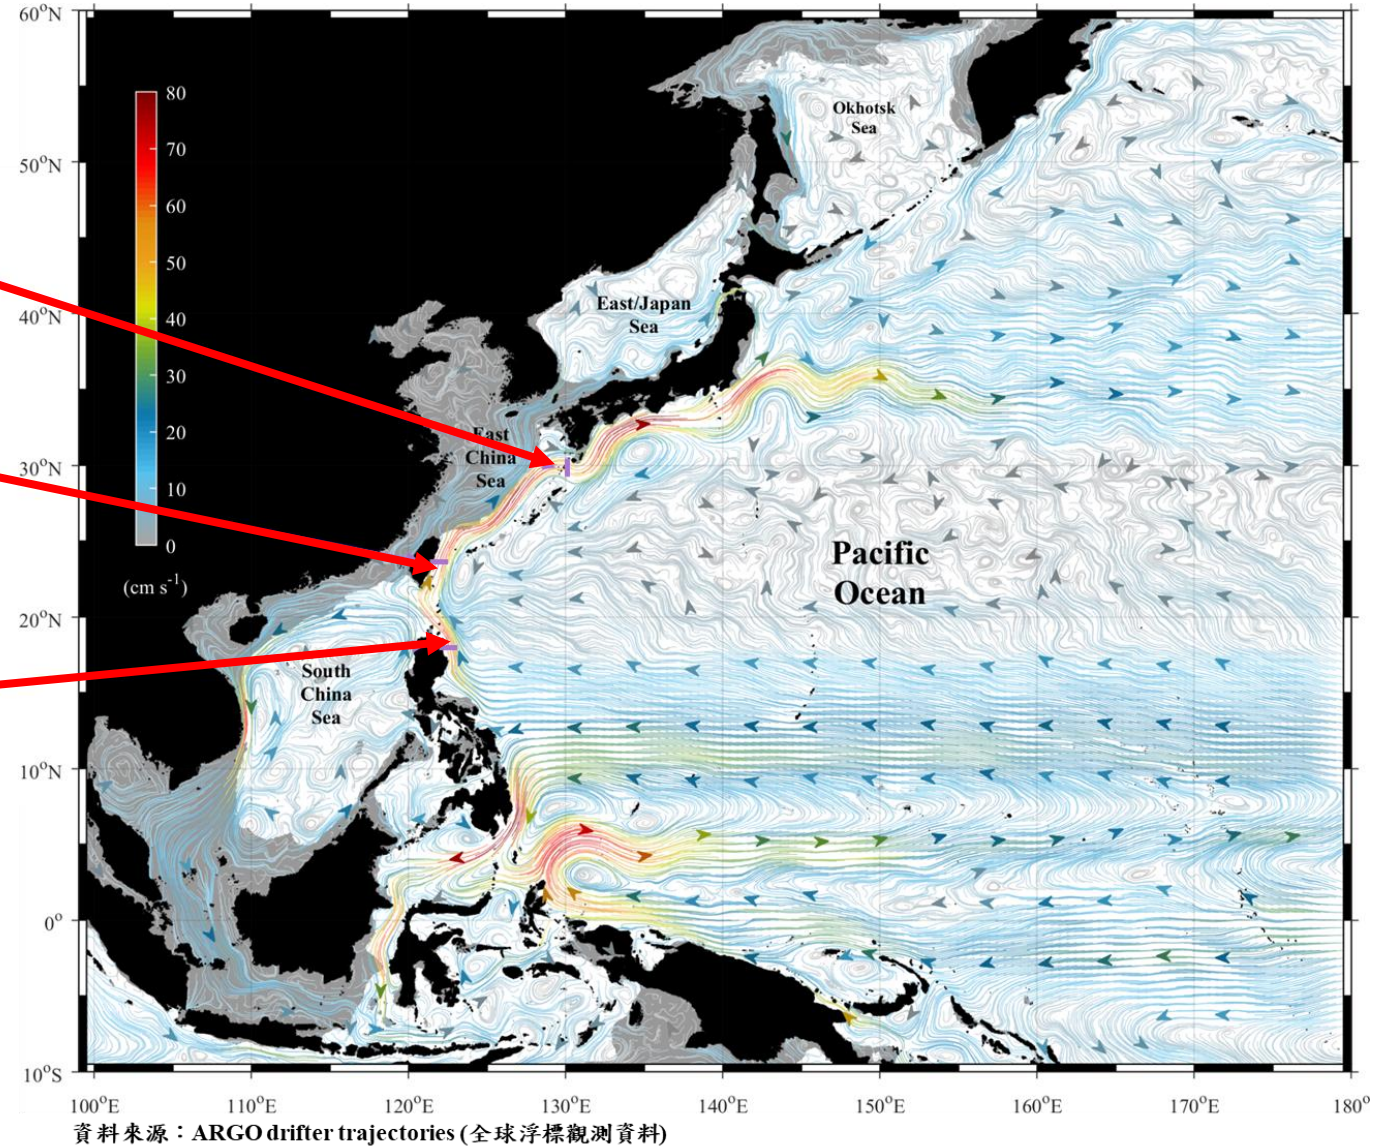 60°N
50°N
40°N
30°N
20°N
10°N
0°
10°S
80
70
60
50
40
30
20
10
0
(cm s⁻¹)
Okhotsk
Sea
East/Japan
Sea
East
China
Sea
Pacific
Ocean
South
China
Sea
100°E 110°E 120°E 130°E 140°E 150°E 160°E 170°E 180°
資料來源：ARGO drifter trajectories (全球浮標觀測資料)